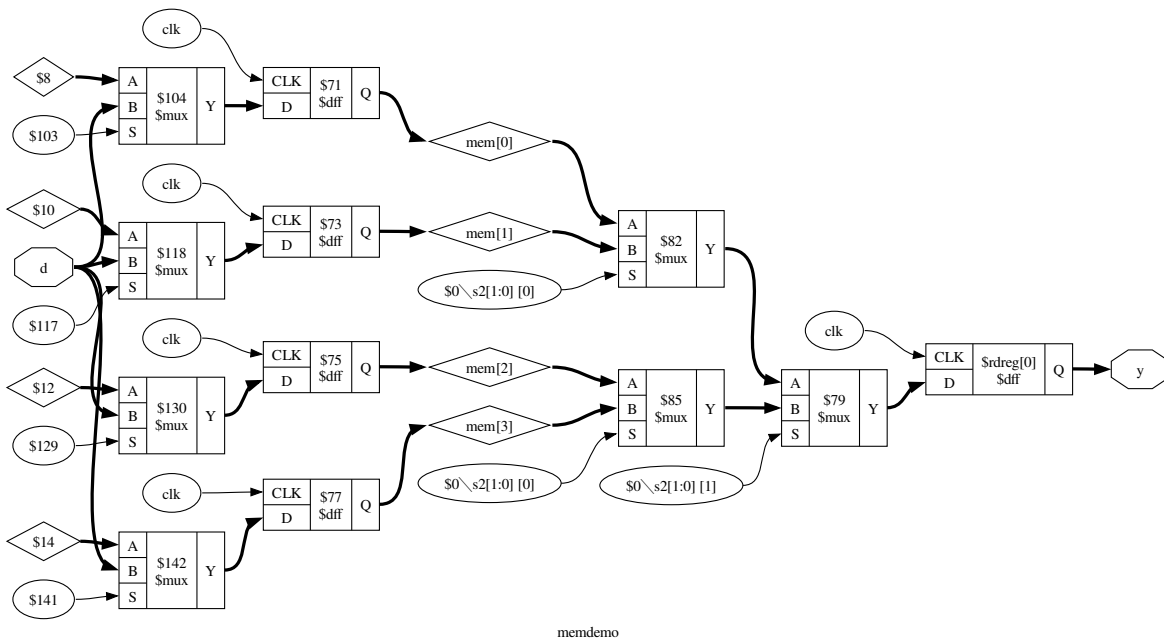 clk
$8
A
B
S
$104
$mux
Y
CLK
D
$71
$dff
Q
$103
mem[0]
clk
$10
A
B
S
$118
$mux
Y
CLK
D
$73
$dff
Q
mem[1]
A
B
S
$82
$mux
Y
d
$0\s2[1:0] [0]
$117
clk
$12
A
B
S
$130
$mux
Y
CLK
D
$75
$dff
Q
mem[2]
A
B
S
$85
$mux
Y
clk
CLK
D
$rdreg[0]
$dff
Q
y
$129
mem[3]
A
B
S
$79
$mux
Y
clk
CLK
D
$77
$dff
Q
$0\s2[1:0] [0]
$0\s2[1:0] [1]
$14
A
B
S
$142
$mux
Y
$141
memdemo